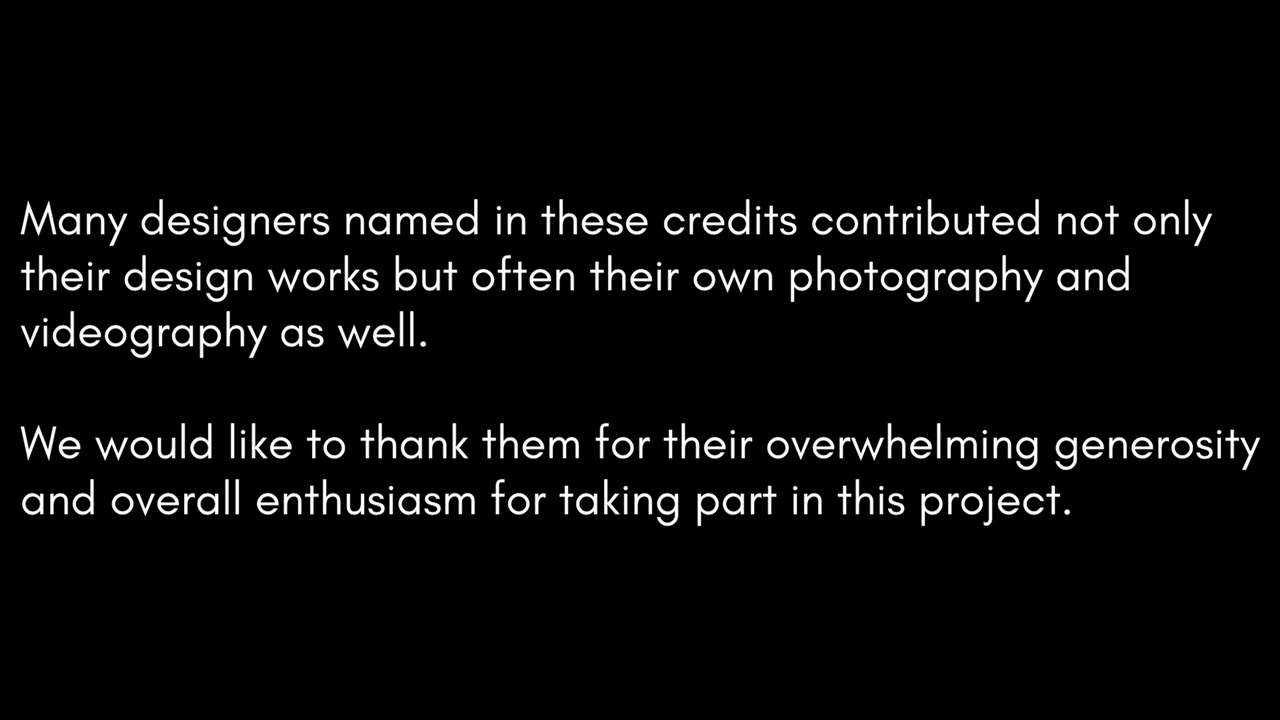 Many designers named in these credits contributed not only
their design works but often their own photography and
videography as well.
We would like to thank them for their overwhelming generosity
and overall enthusiasm for taking part in this project.